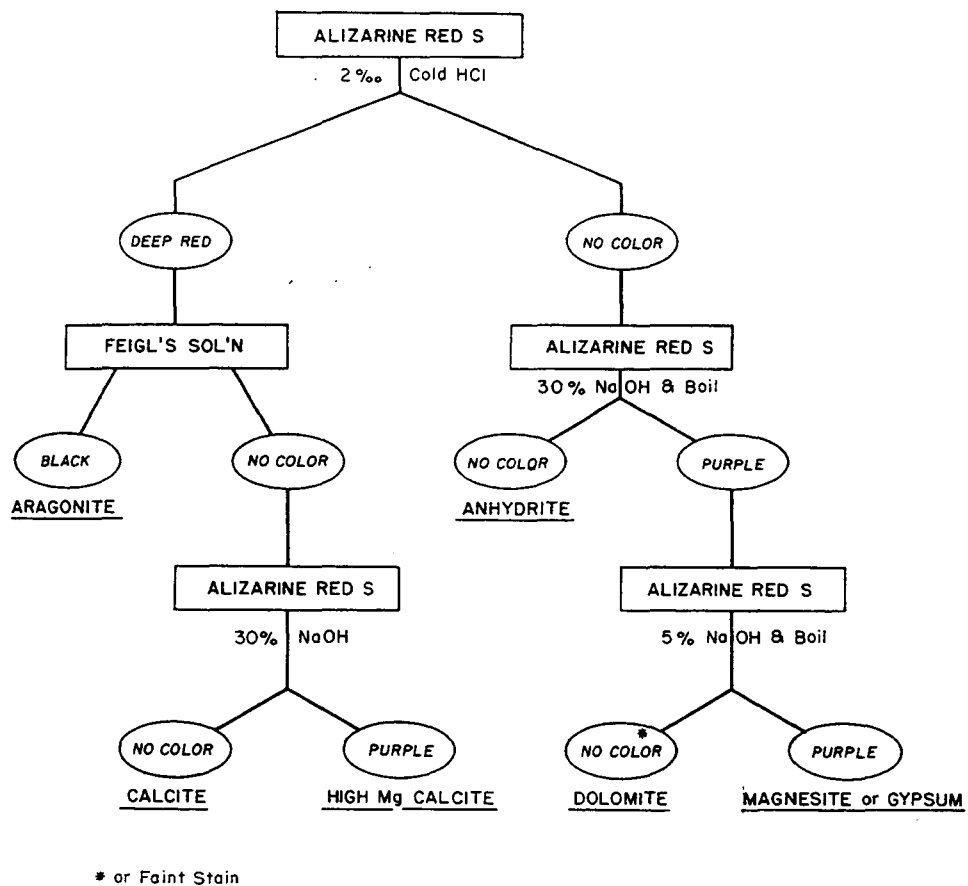 ALIZARINE RED S
2‰ Cold HCl
DEEP RED
NO COLOR
FEIGL'S SOL'N
ALIZARINE RED S
30% NaOH & Boil
BLACK
NO COLOR
NO COLOR
PURPLE
ARAGONITE
ANHYDRITE
ALIZARINE RED S
ALIZARINE RED S
30% NaOH
5% NaOH & Boil
NO COLOR
PURPLE
NO COLOR*
PURPLE
CALCITE
HIGH Mg CALCITE
DOLOMITE
MAGNESITE or GYPSUM
* or Faint Stain